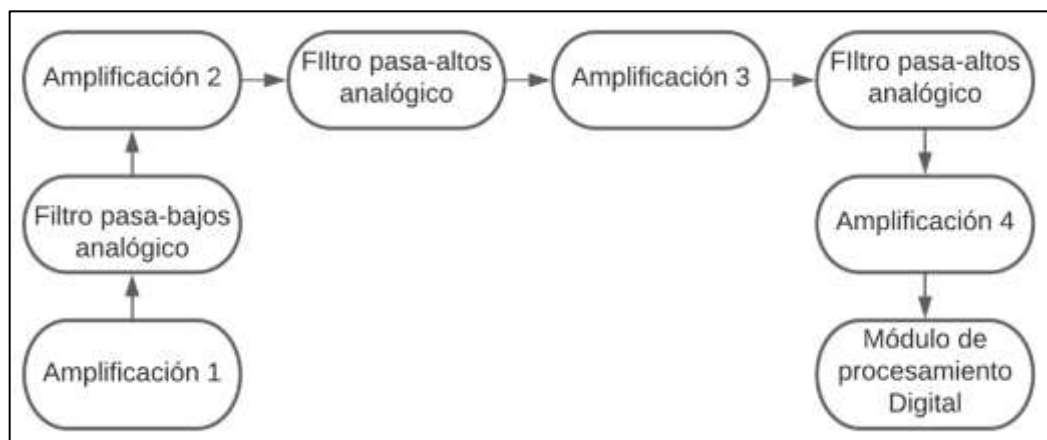 Amplificación 2
FIltro pasa-altos
analógico
Amplificación 3
FIltro pasa-altos
analógico
Filtro pasa-bajos
analógico
Amplificación 4
Amplificación 1
Módulo de
procesamiento
Digital